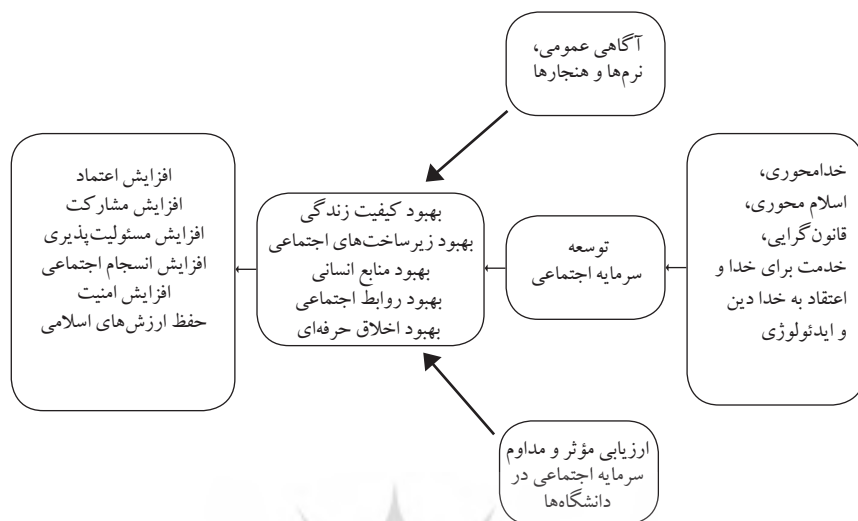 آگاهی عمومی،
نرم‌ها و هنجارها
خدامحوری،
اسلام محوری،
قانون‌گرایی،
خدمت برای خدا و
اعتقاد به خدا دین
و ایدئولوژی
توسعه
سرمایه اجتماعی
بهبود کیفیت زندگی
بهبود زیرساخت‌های اجتماعی
بهبود منابع انسانی
بهبود روابط اجتماعی
بهبود اخلاق حرفه‌ای
افزایش اعتماد
افزایش مشارکت
افزایش مسئولیت‌پذیری
افزایش انسجام اجتماعی
افزایش امنیت
حفظ ارزش‌های اسلامی
ارزیابی مؤثر و مداوم
سرمایه اجتماعی در
دانشگاه‌ها